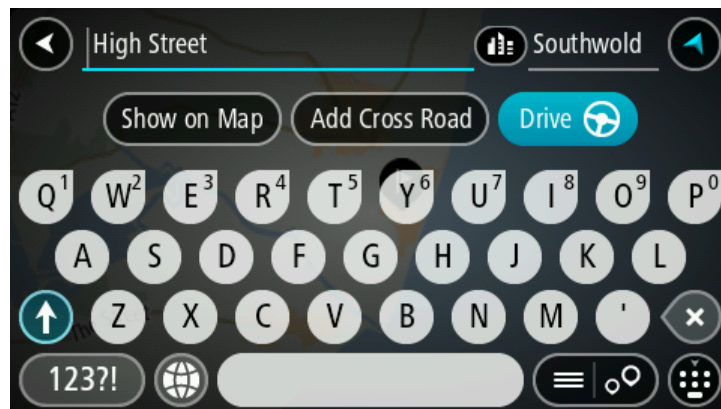 High Street Southwold
Show on Map Add Cross Road Drive
Q1 W2 E3 R4 T5 Y6 U7 I8 O9 P0
A S D F G H J K L
Z X C V B N M '
123?!